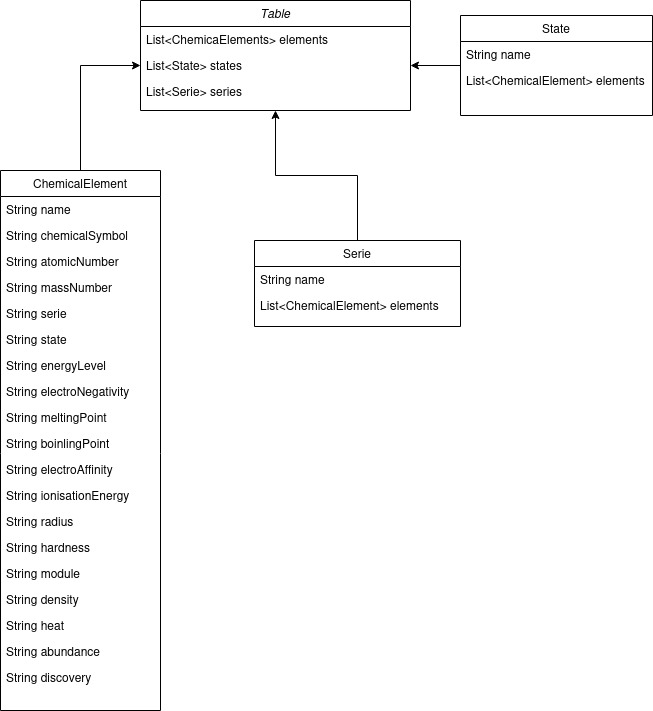 Table
List<ChemicaElements> elements
List<State> states
List<Serie> series
State
String name
List<ChemicalElement> elements
ChemicalElement
String name
String chemicalSymbol
String atomicNumber
String massNumber
String serie
String state
String energyLevel
String electroNegativity
String meltingPoint
String boinlingPoint
String electroAffinity
String ionisationEnergy
String radius
String hardness
String module
String density
String heat
String abundance
String discovery
Serie
String name
List<ChemicalElement> elements